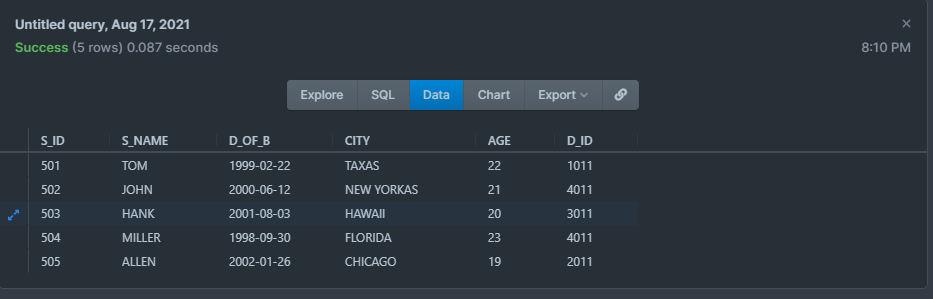 Untitled query, Aug 17, 2021
Success (5 rows) 0.087 seconds 8:10 PM
Explore SQL Data Chart Export
S_ID S_NAME D_OF_B CITY AGE D_ID
501 TOM 1999-02-22 TAXAS 22 1011
502 JOHN 2000-06-12 NEW YORKAS 21 4011
503 HANK 2001-08-03 HAWAII 20 3011
504 MILLER 1998-09-30 FLORIDA 23 4011
505 ALLEN 2002-01-26 CHICAGO 19 2011